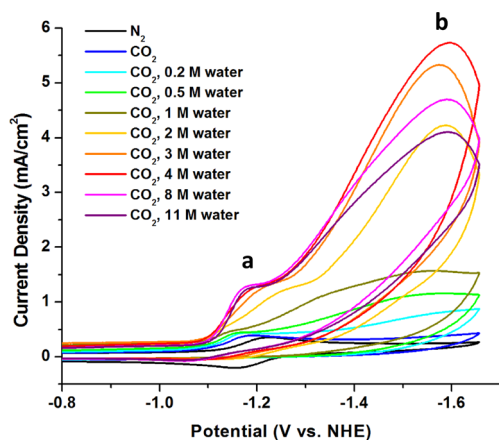 b
6
N₂
CO₂
5
CO₂, 0.2 M water
CO₂, 0.5 M water
CO₂, 1 M water
4
CO₂, 2 M water
CO₂, 3 M water
CO₂, 4 M water
3
CO₂, 8 M water
CO₂, 11 M water
2
a
1
0
Current Density (mA/cm²)
-0.8 -1.0 -1.2 -1.4 -1.6
Potential (V vs. NHE)